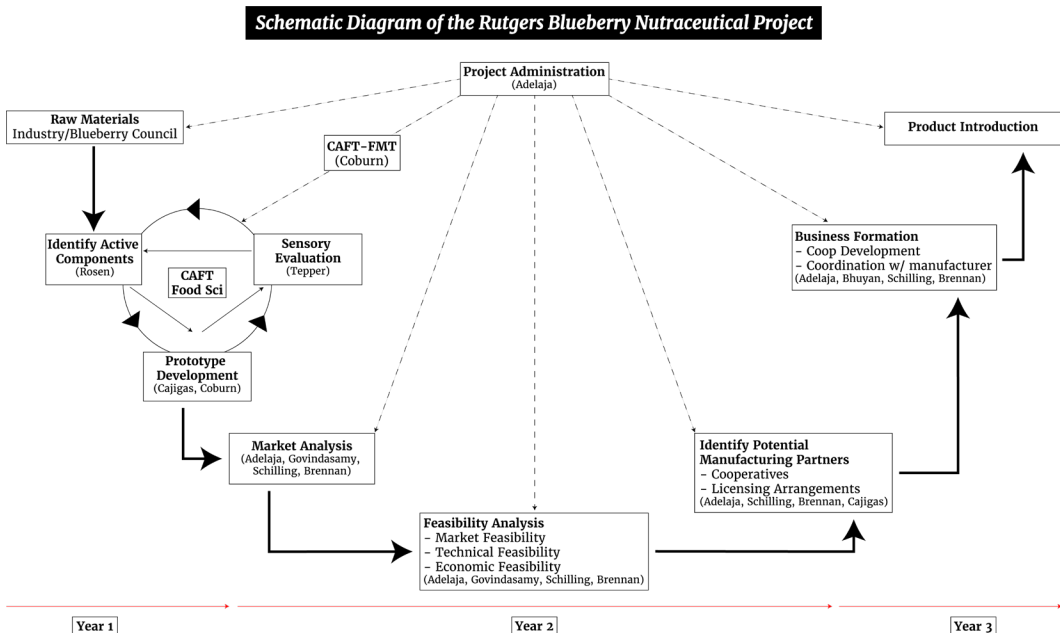 Schematic Diagram of the Rutgers Blueberry Nutraceutical Project
Project Administration
(Adelaja)
Raw Materials
Industry/Blueberry Council
Product Introduction
CAFT-FMT
(Coburn)
Identify Active
Components
(Rosen)
Sensory
Evaluation
(Tepper)
CAFT
Food Sci
Business Formation
- Coop Development
- Coordination w/ manufacturer
(Adelaja, Bhuyan, Schilling, Brennan)
Prototype
Development
(Cajigas, Coburn)
Market Analysis
(Adelaja, Govindasamy,
Schilling, Brennan)
Identify Potential
Manufacturing Partners
- Cooperatives
- Licensing Arrangements
(Adelaja, Schilling, Brennan, Cajigas)
Feasibility Analysis
- Market Feasibility
- Technical Feasibility
- Economic Feasibility
(Adelaja, Govindasamy, Schilling, Brennan)
Year 1
Year 2
Year 3